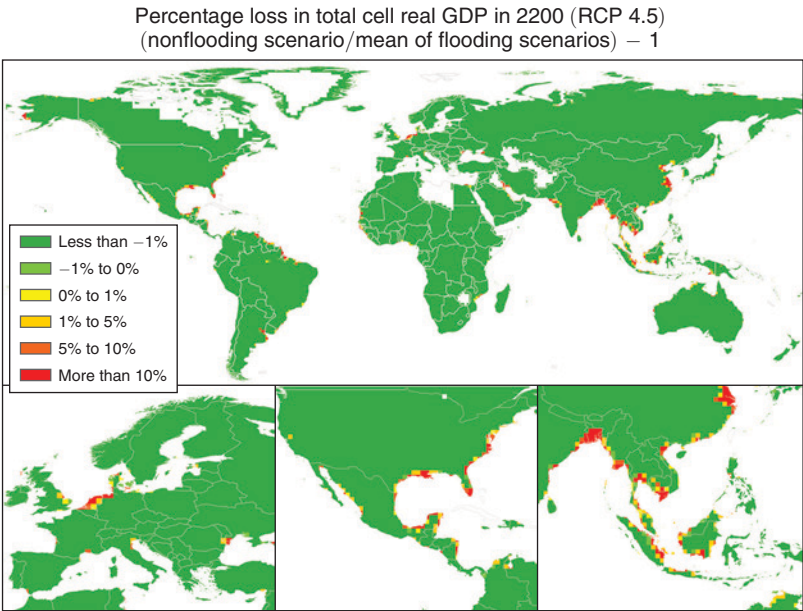 Percentage loss in total cell real GDP in 2200 (RCP 4.5)
(nonflooding scenario/mean of flooding scenarios) − 1
Less than −1%
−1% to 0%
0% to 1%
1% to 5%
5% to 10%
More than 10%